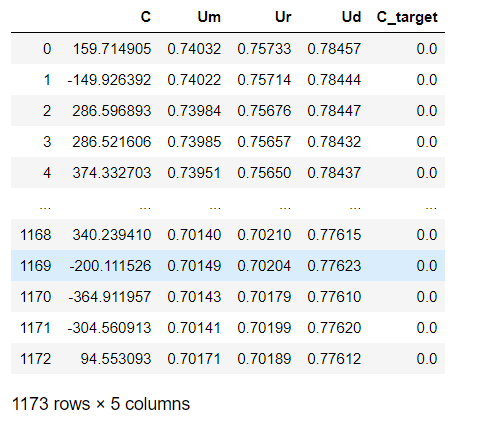 C Um Ur Ud C_target
0 159.714905 0.74032 0.75733 0.78457 0.0
1 -149.926392 0.74022 0.75714 0.78444 0.0
2 286.596893 0.73984 0.75676 0.78447 0.0
3 286.521606 0.73985 0.75657 0.78432 0.0
4 374.332703 0.73951 0.75650 0.78437 0.0
... ... ... ... ... ...
1168 340.239410 0.70140 0.70210 0.77615 0.0
1169 -200.111526 0.70149 0.70204 0.77623 0.0
1170 -364.911957 0.70143 0.70179 0.77610 0.0
1171 -304.560913 0.70141 0.70199 0.77620 0.0
1172 94.553093 0.70171 0.70189 0.77612 0.0
1173 rows × 5 columns